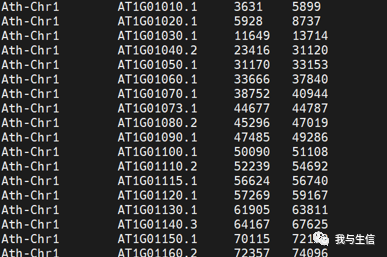 Ath-Chr1 AT1G01010.1 3631 5899
Ath-Chr1 AT1G01020.1 5928 8737
Ath-Chr1 AT1G01030.1 11649 13714
Ath-Chr1 AT1G01040.2 23416 31120
Ath-Chr1 AT1G01050.1 31170 33153
Ath-Chr1 AT1G01060.1 33666 37840
Ath-Chr1 AT1G01070.1 38752 40944
Ath-Chr1 AT1G01073.1 44677 44787
Ath-Chr1 AT1G01080.2 45296 47019
Ath-Chr1 AT1G01090.1 47485 49286
Ath-Chr1 AT1G01100.1 50090 51108
Ath-Chr1 AT1G01110.2 52239 54692
Ath-Chr1 AT1G01115.1 56624 56740
Ath-Chr1 AT1G01120.1 57269 59167
Ath-Chr1 AT1G01130.1 61905 63811
Ath-Chr1 AT1G01140.3 64167 67625
Ath-Chr1 AT1G01150.1 70115
Ath-Chr1 AT1G01160.2 72357 74096
我与生信